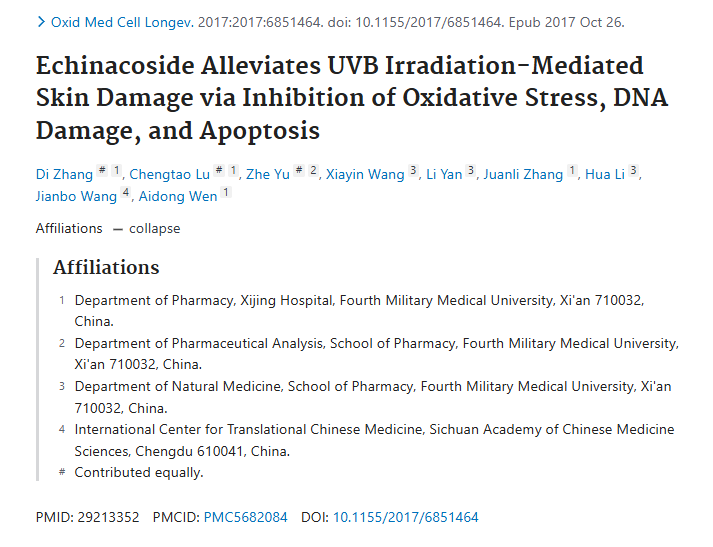 > Oxid Med Cell Longev. 2017:2017:6851464. doi: 10.1155/2017/6851464. Epub 2017 Oct 26.
Echinacoside Alleviates UVB Irradiation-Mediated
Skin Damage via Inhibition of Oxidative Stress, DNA
Damage, and Apoptosis
Di Zhang # 1, Chengtao Lu # 1, Zhe Yu # 2, Xiayin Wang 3, Li Yan 3, Juanli Zhang 1, Hua Li 3,
Jianbo Wang 4, Aidong Wen 1
Affiliations — collapse
Affiliations
1 Department of Pharmacy, Xijing Hospital, Fourth Military Medical University, Xi'an 710032,
China.
2 Department of Pharmaceutical Analysis, School of Pharmacy, Fourth Military Medical University,
Xi'an 710032, China.
3 Department of Natural Medicine, School of Pharmacy, Fourth Military Medical University, Xi'an
710032, China.
4 International Center for Translational Chinese Medicine, Sichuan Academy of Chinese Medicine
Sciences, Chengdu 610041, China.
# Contributed equally.
PMID: 29213352 PMCID: PMC5682084 DOI: 10.1155/2017/6851464